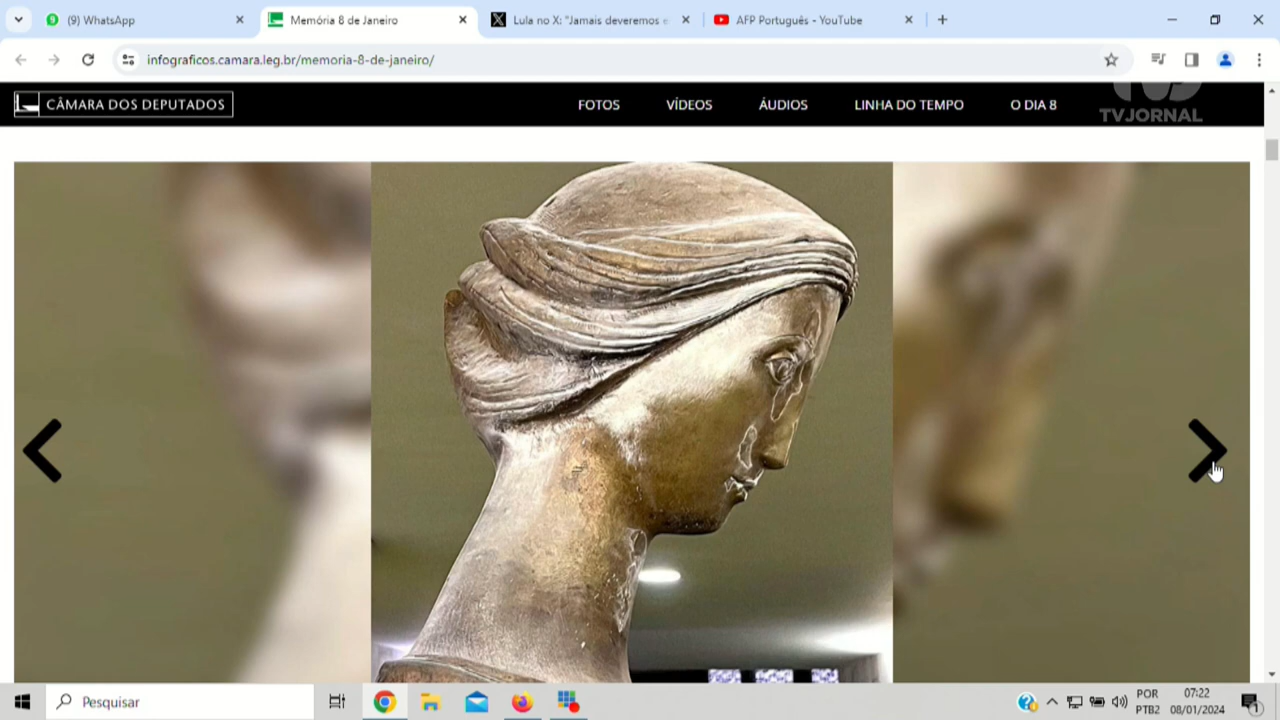 (9) WhatsApp
Memória 8 de Janeiro
Lula no X: "Jamais deveremos e
AFP Português - YouTube
infograficos.camara.leg.br/memoria-8-de-janeiro/
CÂMARA DOS DEPUTADOS
FOTOS
VÍDEOS
ÁUDIOS
LINHA DO TEMPO
O DIA 8
TVJORNAL
Pesquisar
POR
PTB2
07:22
08/01/2024
1